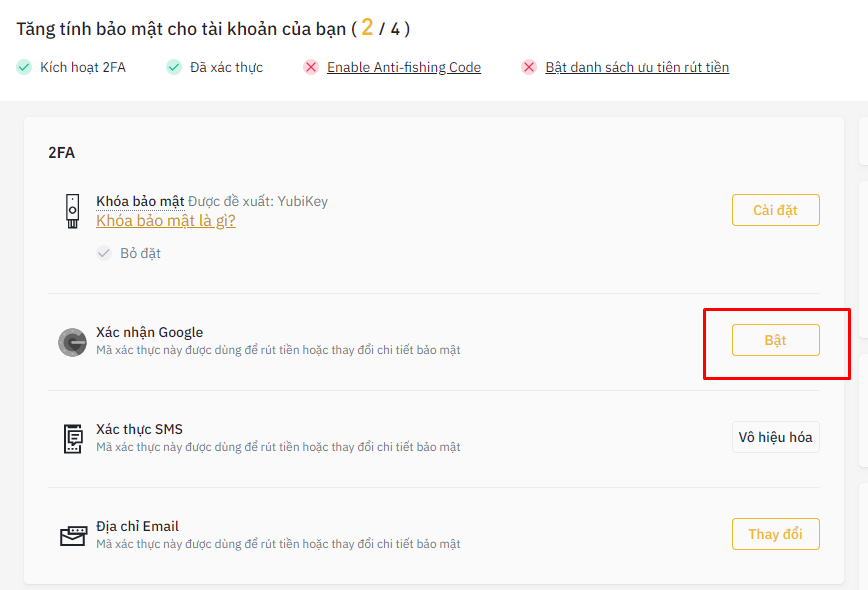 Tăng tính bảo mật cho tài khoản của bạn ( 2 / 4 )
Kích hoạt 2FA Đã xác thực Enable Anti-fishing Code Bật danh sách ưu tiên rút tiền
2FA
Khóa bảo mật Được đề xuất: YubiKey
Khóa bảo mật là gì?
Cài đặt
Bỏ đặt
Xác nhận Google
Mã xác thực này được dùng để rút tiền hoặc thay đổi chi tiết bảo mật
Bật
Xác thực SMS
Mã xác thực này được dùng để rút tiền hoặc thay đổi chi tiết bảo mật
Vô hiệu hóa
Địa chỉ Email
Mã xác thực này được dùng để rút tiền hoặc thay đổi chi tiết bảo mật
Thay đổi